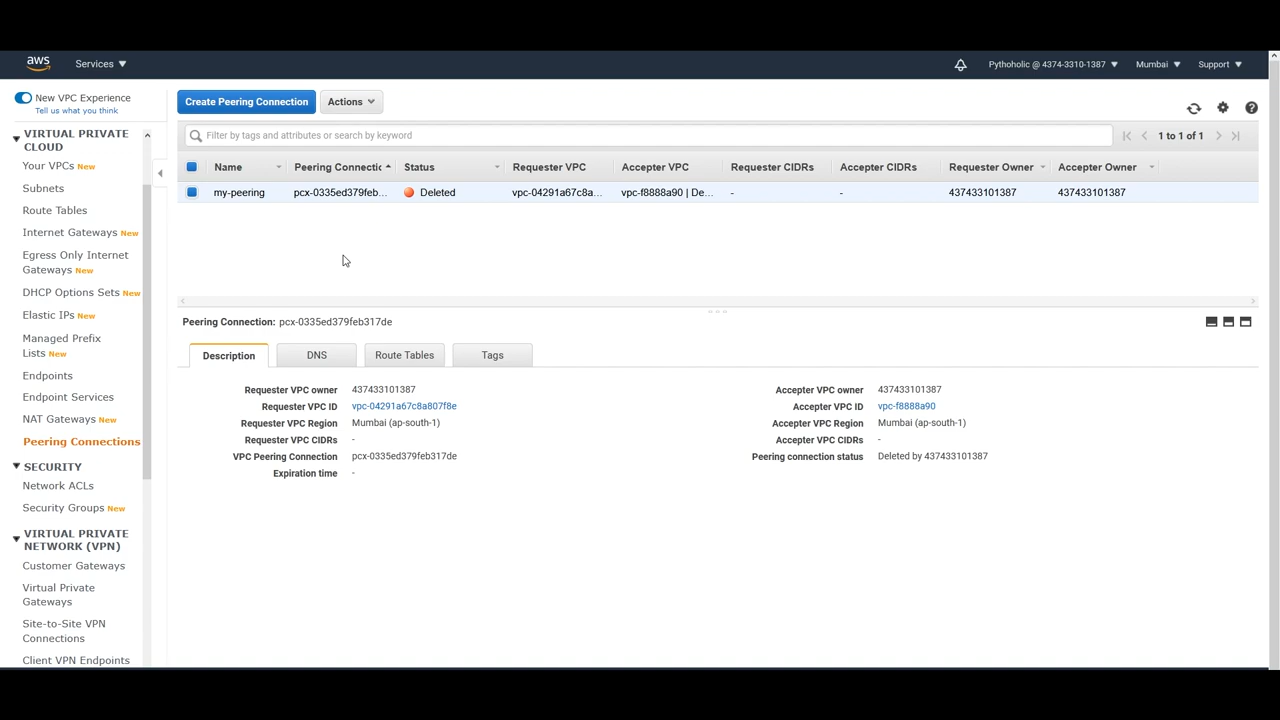 aws
Services
Pythoholic @ 4374-3310-1387
Mumbai
Support
New VPC Experience
Tell us what you think
VIRTUAL PRIVATE
CLOUD
Your VPCs New
Subnets
Route Tables
Internet Gateways New
Egress Only Internet
Gateways New
DHCP Options Sets New
Elastic IPs New
Managed Prefix
Lists New
Endpoints
Endpoint Services
NAT Gateways New
Peering Connections
SECURITY
Network ACLs
Security Groups New
VIRTUAL PRIVATE
NETWORK (VPN)
Customer Gateways
Virtual Private
Gateways
Site-to-Site VPN
Connections
Client VPN Endpoints
Create Peering Connection
Actions
Filter by tags and attributes or search by keyword
1 to 1 of 1
Name Peering Connectic Status Requester VPC Accepter VPC Requester CIDRs Accepter CIDRs Requester Owner Accepter Owner
my-peering pcx-0335ed379feb... Deleted vpc-04291a67c8a... vpc-f8888a90 | De... - - 437433101387 437433101387
Peering Connection: pcx-0335ed379feb317de
Description DNS Route Tables Tags
Requester VPC owner 437433101387
Requester VPC ID vpc-04291a67c8a807f8e
Requester VPC Region Mumbai (ap-south-1)
Requester VPC CIDRs -
VPC Peering Connection pcx-0335ed379feb317de
Expiration time -
Accepter VPC owner 437433101387
Accepter VPC ID vpc-f8888a90
Accepter VPC Region Mumbai (ap-south-1)
Accepter VPC CIDRs -
Peering connection status Deleted by 437433101387